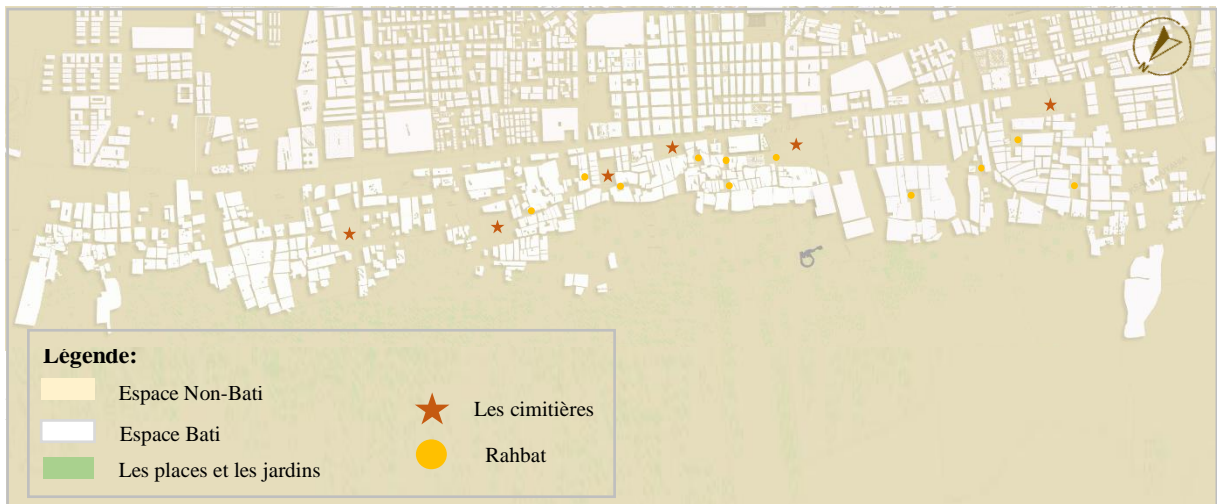 N
Légende:
Espace Non-Bati
Espace Bati
Les places et les jardins
Les cimitières
Rahbat